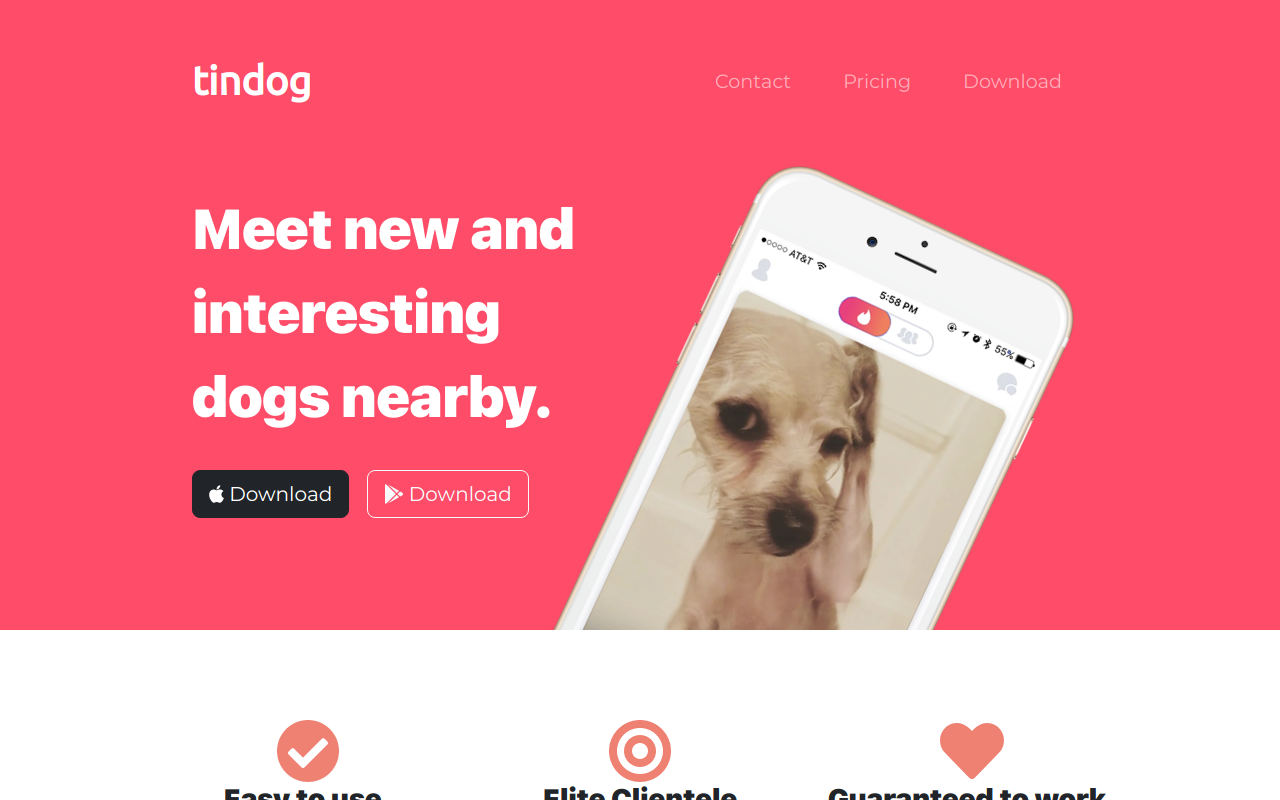 tindog
Contact Pricing Download
Meet new and
interesting
dogs nearby.
Download Download
AT&T
5:58 PM
55%
Easy to use
Elite Clientele
Guaranteed to work